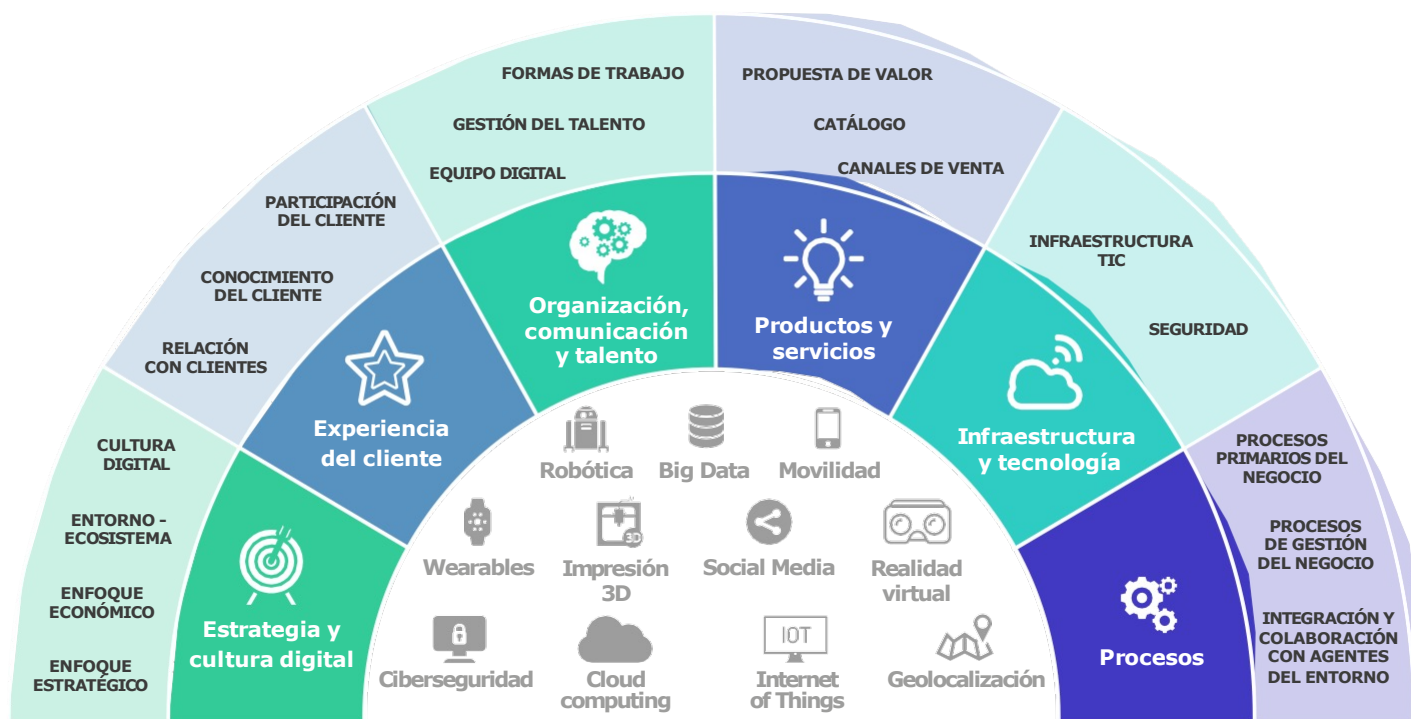 FORMAS DE TRABAJO
GESTIÓN DEL TALENTO
EQUIPO DIGITAL
PROPUESTA DE VALOR
CATÁLOGO
CANALES DE VENTA
PARTICIPACIÓN
DEL CLIENTE
CONOCIMIENTO
DEL CLIENTE
RELACIÓN
CON CLIENTES
INFRAESTRUCTURA
TIC
SEGURIDAD
CULTURA
DIGITAL
ENTORNO -
ECOSISTEMA
ENFOQUE
ECONÓMICO
ENFOQUE
ESTRATÉGICO
PROCESOS
PRIMARIOS DEL
NEGOCIO
PROCESOS
DE GESTIÓN
DEL NEGOCIO
INTEGRACIÓN Y
COLABORACIÓN
CON AGENTES
DEL ENTORNO
Estrategia y
cultura digital
Experiencia
del cliente
Organización,
comunicación
y talento
Productos y
servicios
Infraestructura
y tecnología
Procesos
Robótica
Big Data
Movilidad
Wearables
3D
Impresión
3D
Social Media
Realidad
virtual
Ciberseguridad
Cloud
computing
IOT
Internet
of Things
Geolocalización